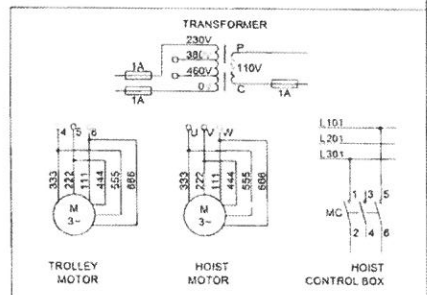 TRANSFORMER
230V
1A
P
460V
110V
0
1A
C
1A
4 5 6
U V W
L101
L201
L301
333 222 111 444 555 666
333 222 111 444 555 666
1 3 5
MC
2 4 6
M
3~
M
3~
TROLLEY
MOTOR
HOIST
MOTOR
HOIST
CONTROL BOX